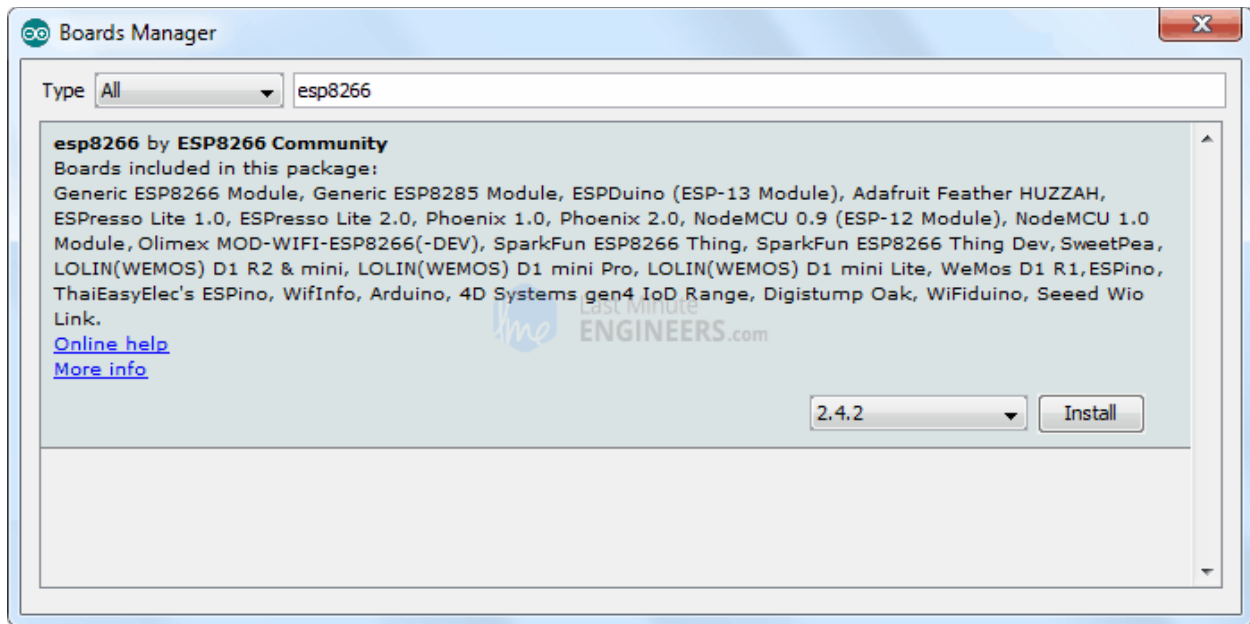 Boards Manager
Type All esp8266
esp8266 by ESP8266 Community
Boards included in this package:
Generic ESP8266 Module, Generic ESP8285 Module, ESPDuino (ESP-13 Module), Adafruit Feather HUZZAH,
ESPresso Lite 1.0, ESPresso Lite 2.0, Phoenix 1.0, Phoenix 2.0, NodeMCU 0.9 (ESP-12 Module), NodeMCU 1.0
Module, Olimex MOD-WIFI-ESP8266(-DEV), SparkFun ESP8266 Thing, SparkFun ESP8266 Thing Dev, SweetPea,
LOLIN(WEMOS) D1 R2 & mini, LOLIN(WEMOS) D1 mini Pro, LOLIN(WEMOS) D1 mini Lite, WeMos D1 R1, ESPino,
ThaiEasyElec's ESPino, WifInfo, Arduino, 4D Systems gen4 IoD Range, Digistump Oak, WiFiduino, Seeed Wio
Link.
lme Last Minute
ENGINEERS.com
Online help
More info
2.4.2 Install